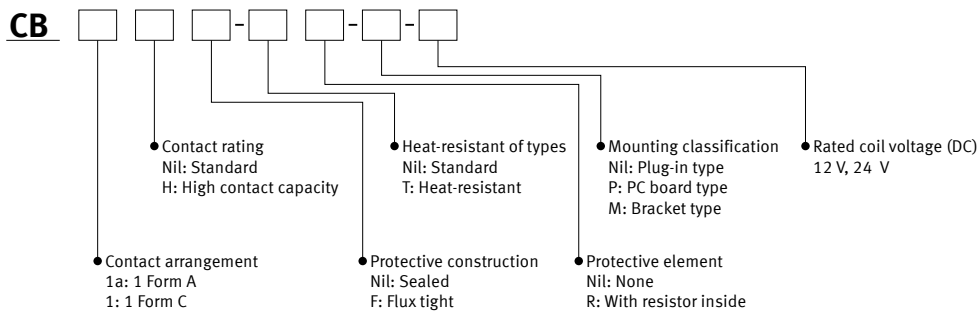 CB - - -
Contact rating
Nil: Standard
H: High contact capacity
Heat-resistant of types
Nil: Standard
T: Heat-resistant
Mounting classification
Nil: Plug-in type
P: PC board type
M: Bracket type
Rated coil voltage (DC)
12 V, 24 V
Contact arrangement
1a: 1 Form A
1: 1 Form C
Protective construction
Nil: Sealed
F: Flux tight
Protective element
Nil: None
R: With resistor inside